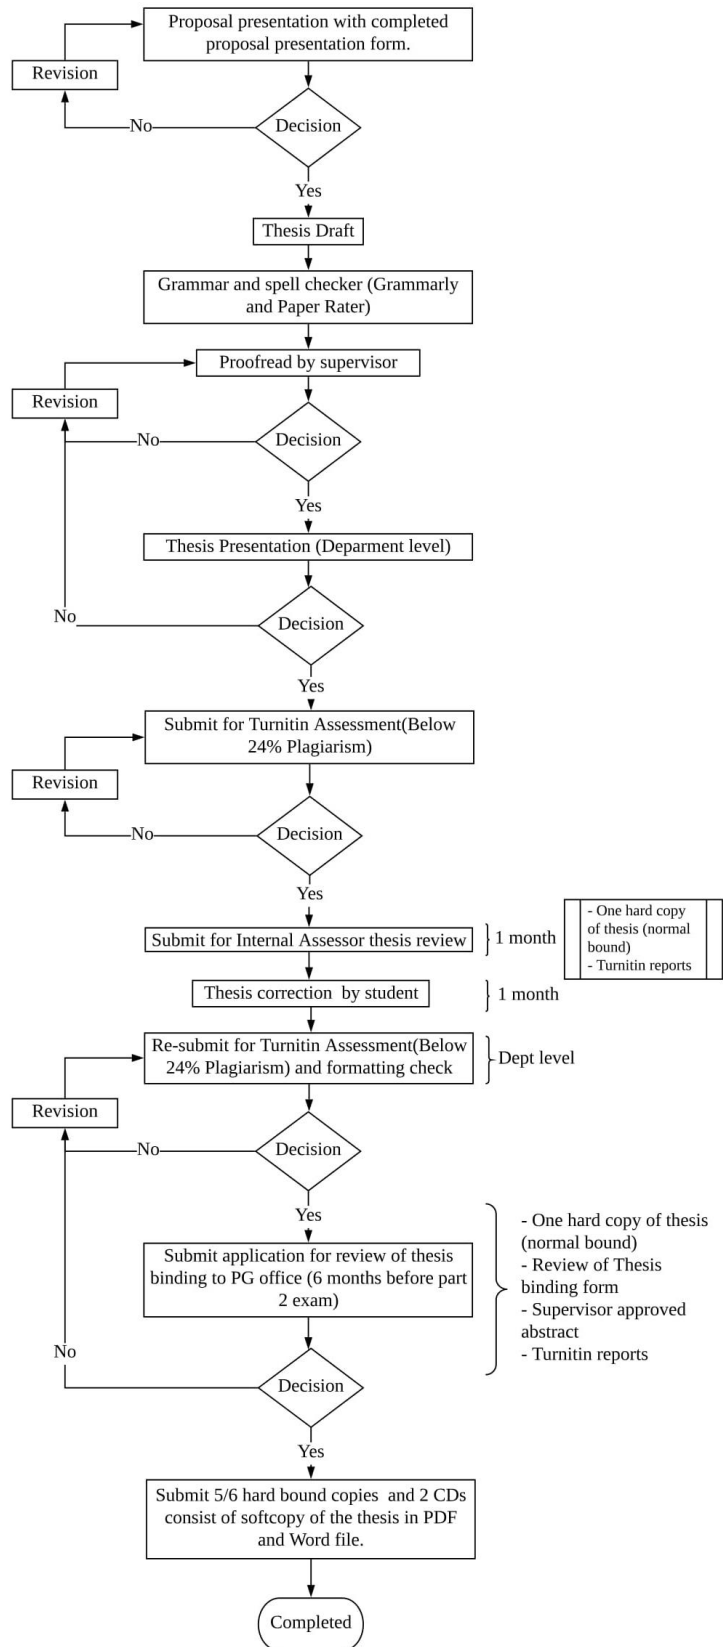 Proposal presentation with completed
proposal presentation form.
Revision
No
Decision
Yes
Thesis Draft
Grammar and spell checker (Grammarly
and Paper Rater)
Proofread by supervisor
Revision
No
Decision
Yes
Thesis Presentation (Deparment level)
No
Decision
Yes
Submit for Turnitin Assessment(Below
24% Plagiarism)
Revision
No
Decision
Yes
Submit for Internal Assessor thesis review
1 month
- One hard copy
of thesis (normal
bound)
- Turnitin reports
Thesis correction by student
1 month
Re-submit for Turnitin Assessment(Below
24% Plagiarism) and formatting check
Dept level
Revision
No
Decision
Yes
Submit application for review of thesis
binding to PG office (6 months before part
2 exam)
- One hard copy of thesis
(normal bound)
- Review of Thesis
binding form
- Supervisor approved
abstract
- Turnitin reports
No
Decision
Yes
Submit 5/6 hard bound copies and 2 CDs
consist of softcopy of the thesis in PDF
and Word file.
Completed